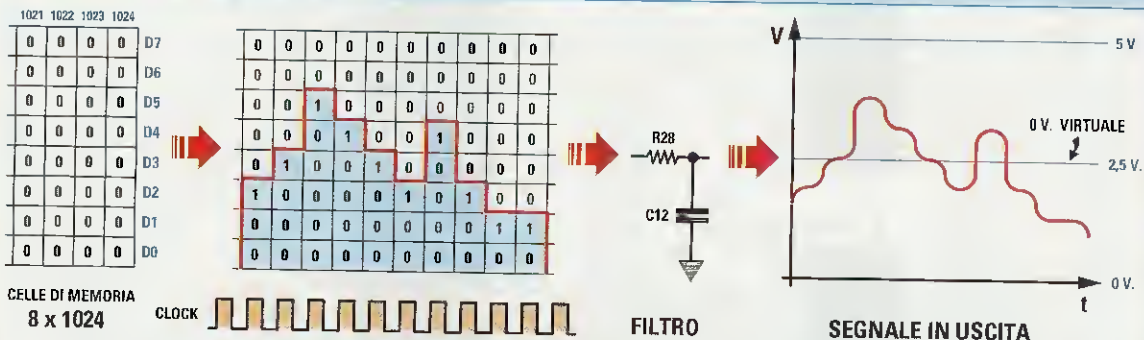 1021 1022 1023 1024
0 0 0 0 D7
0 0 0 0 D6
0 0 0 0 D5
0 0 0 0 D4
0 0 0 0 D3
0 0 0 0 D2
0 0 0 0 D1
0 0 0 0 D0
CELLE DI MEMORIA
8 x 1024
0 0 0 0 0 0 0 0 0 0
0 0 0 0 0 0 0 0 0 0
0 0 1 0 0 0 0 0 0 0
0 0 0 1 0 0 1 0 0 0
0 1 0 0 1 0 0 0 0 0
1 0 0 0 0 1 0 1 0 0
0 0 0 0 0 0 0 0 1 1
0 0 0 0 0 0 0 0 0 0
CLOCK
R28
C12
FILTRO
V
5 V.
0 V. VIRTUALE
2,5 V.
0 V.
t
SEGNALE IN USCITA